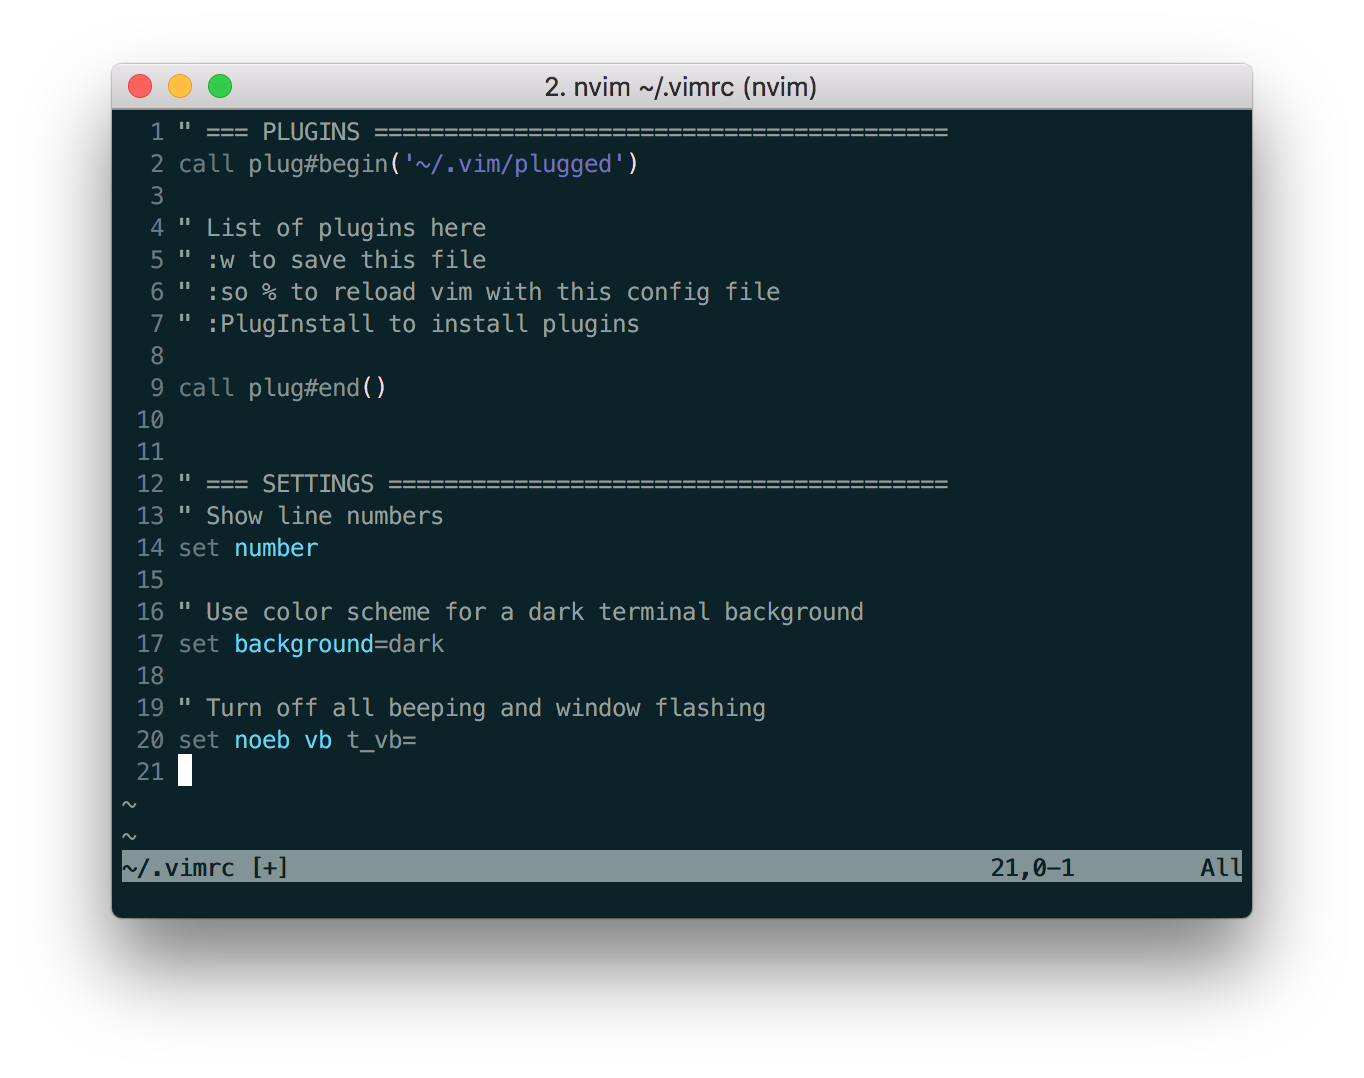 2. nvim ~/.vimrc (nvim)
1 " === PLUGINS =========================================
2 call plug#begin('~/.vim/plugged')
3
4 " List of plugins here
5 " :w to save this file
6 " :so % to reload vim with this config file
7 " :PlugInstall to install plugins
8
9 call plug#end()
10
11
12 " === SETTINGS ========================================
13 " Show line numbers
14 set number
15
16 " Use color scheme for a dark terminal background
17 set background=dark
18
19 " Turn off all beeping and window flashing
20 set noeb vb t_vb=
21
~
~
~/.vimrc [+] 21,0-1 All